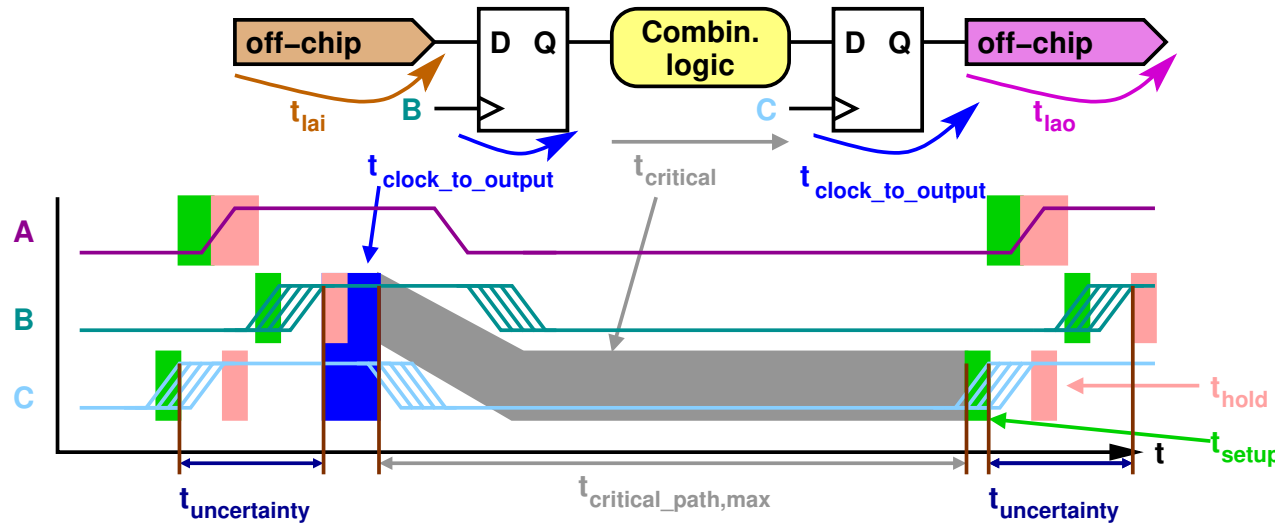 off−chip
D Q
Combin.
logic
D Q
off−chip
t_lai
B
C
t_lao
t_clock_to_output
t_critical
t_clock_to_output
A
B
C
t_hold
t_setup
t
t_uncertainty
t_critical_path,max
t_uncertainty